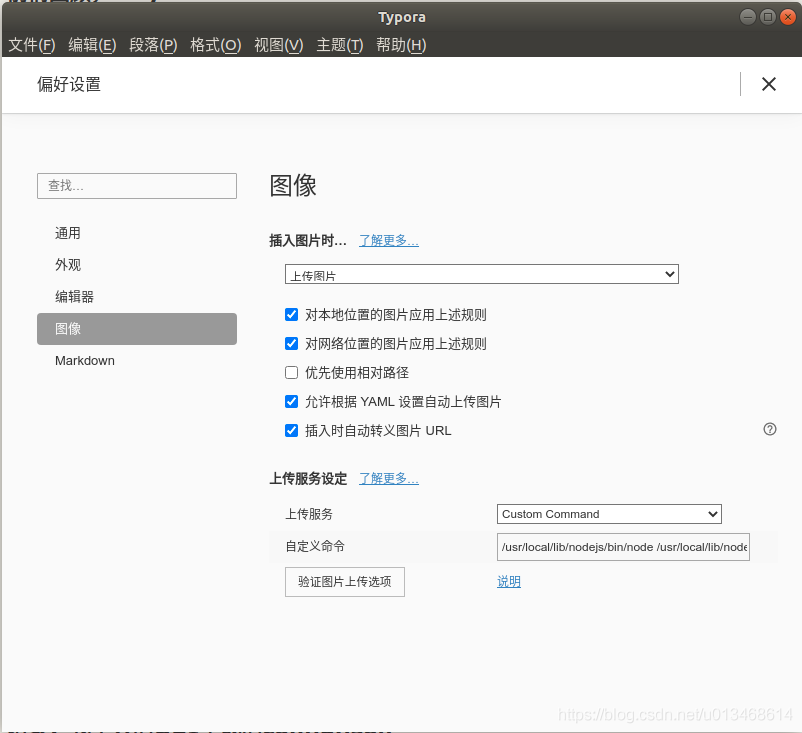 Typora
文件(F) 编辑(E) 段落(P) 格式(O) 视图(V) 主题(T) 帮助(H)
偏好设置
查找…
通用
外观
编辑器
图像
Markdown
图像
插入图片时… 了解更多…
上传图片
对本地位置的图片应用上述规则
对网络位置的图片应用上述规则
优先使用相对路径
允许根据 YAML 设置自动上传图片
插入时自动转义图片 URL
上传服务设定 了解更多…
上传服务 Custom Command
自定义命令 /usr/local/lib/nodejs/bin/node /usr/local/lib/node
验证图片上传选项 说明
https://blog.csdn.net/u013468614